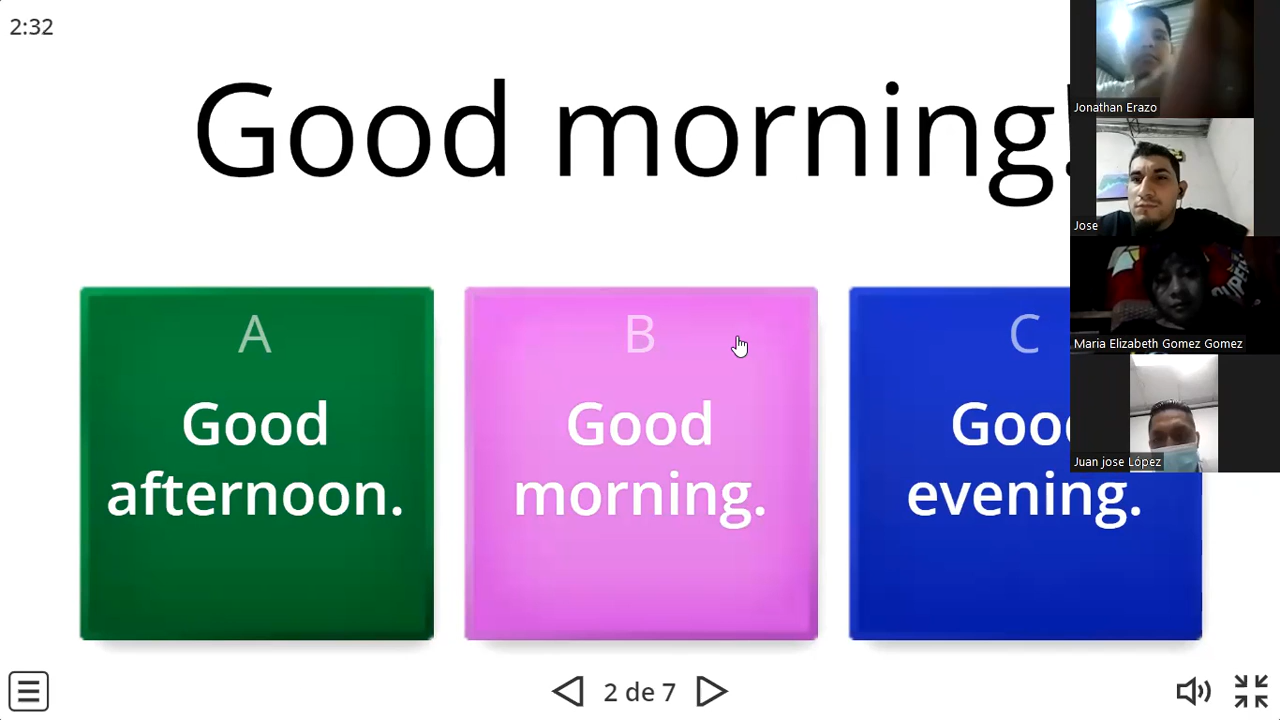 2:32
Good morning!
Jonathan Erazo
Jose
Maria Elizabeth Gomez Gomez
Juan jose López
A
Good
afternoon.
B
Good
morning.
C
Good
evening.
2 de 7